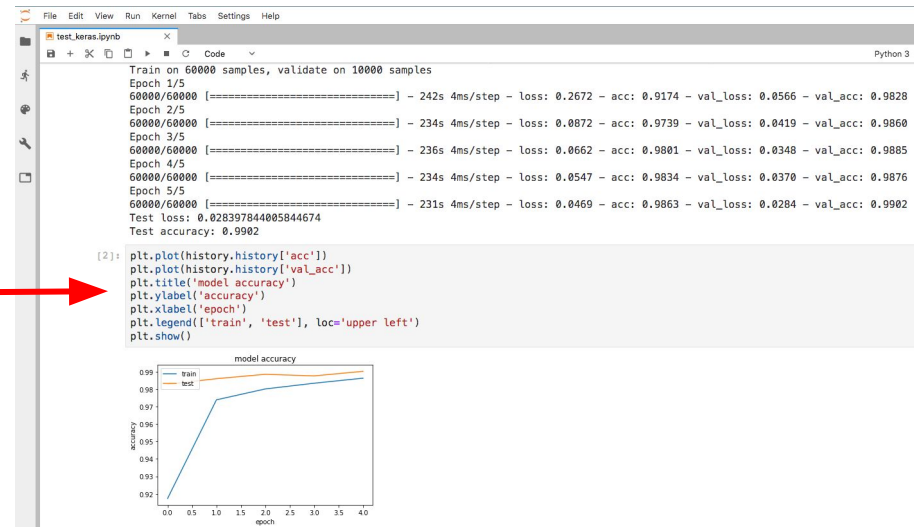 File Edit View Run Kernel Tabs Settings Help
test_keras.ipynb ×
Code Python 3
Train on 60000 samples, validate on 10000 samples
Epoch 1/5
60000/60000 [==============================] - 242s 4ms/step - loss: 0.2672 - acc: 0.9174 - val_loss: 0.0566 - val_acc: 0.9828
Epoch 2/5
60000/60000 [==============================] - 234s 4ms/step - loss: 0.0872 - acc: 0.9739 - val_loss: 0.0419 - val_acc: 0.9860
Epoch 3/5
60000/60000 [==============================] - 236s 4ms/step - loss: 0.0662 - acc: 0.9801 - val_loss: 0.0348 - val_acc: 0.9885
Epoch 4/5
60000/60000 [==============================] - 234s 4ms/step - loss: 0.0547 - acc: 0.9834 - val_loss: 0.0370 - val_acc: 0.9876
Epoch 5/5
60000/60000 [==============================] - 231s 4ms/step - loss: 0.0469 - acc: 0.9863 - val_loss: 0.0284 - val_acc: 0.9902
Test loss: 0.028397844005844674
Test accuracy: 0.9902
[2]: plt.plot(history.history['acc'])
plt.plot(history.history['val_acc'])
plt.title('model accuracy')
plt.ylabel('accuracy')
plt.xlabel('epoch')
plt.legend(['train', 'test'], loc='upper left')
plt.show()
model accuracy
train
test
0.99
0.98
0.97
0.96
0.95
0.94
0.93
0.92
accuracy
0.0 0.5 1.0 1.5 2.0 2.5 3.0 3.5 4.0
epoch